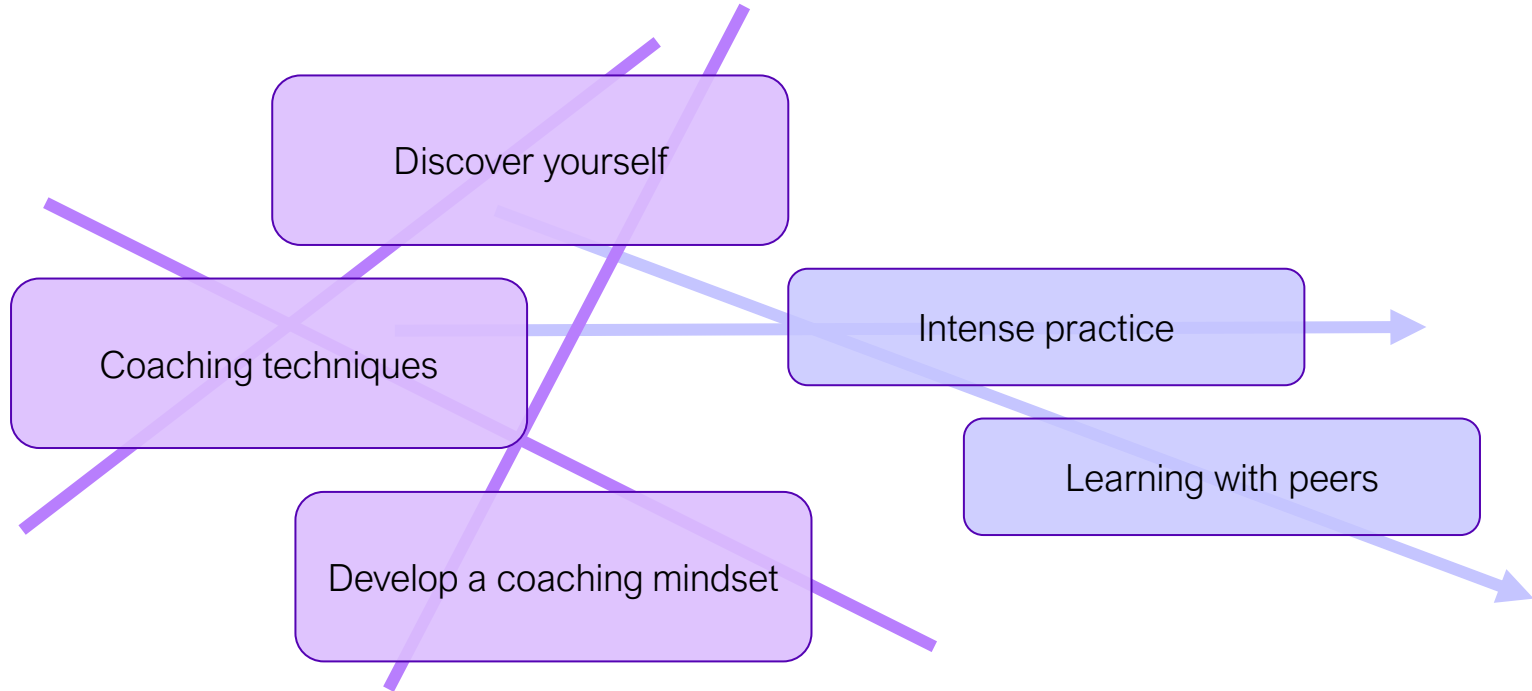 Discover yourself
Coaching techniques
Develop a coaching mindset
Intense practice
Learning with peers